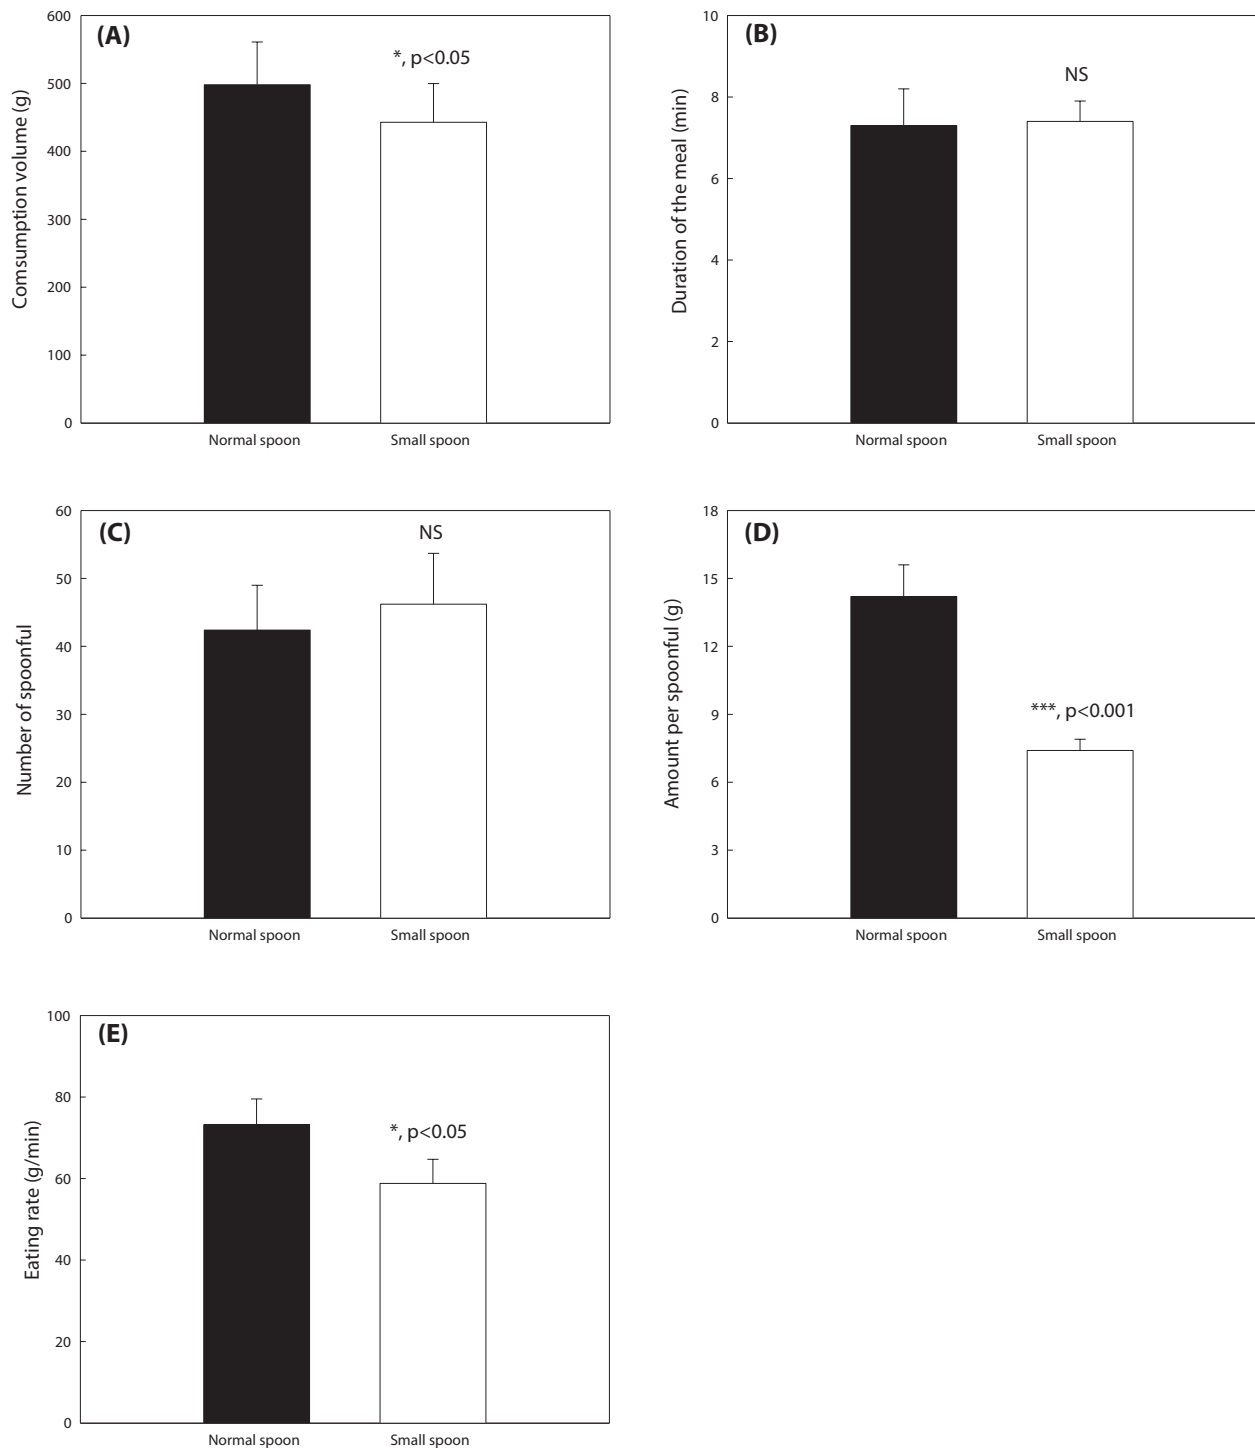 (A)
Comsumption volume (g)
600
500
400
300
200
100
0
*, p<0.05
Normal spoon
Small spoon
(B)
Duration of the meal (min)
10
8
6
4
2
0
NS
Normal spoon
Small spoon
(C)
Number of spoonful
60
50
40
30
20
10
0
NS
Normal spoon
Small spoon
(D)
Amount per spoonful (g)
18
15
12
9
6
3
0
***, p<0.001
Normal spoon
Small spoon
(E)
Eating rate (g/min)
100
80
60
40
20
0
*, p<0.05
Normal spoon
Small spoon